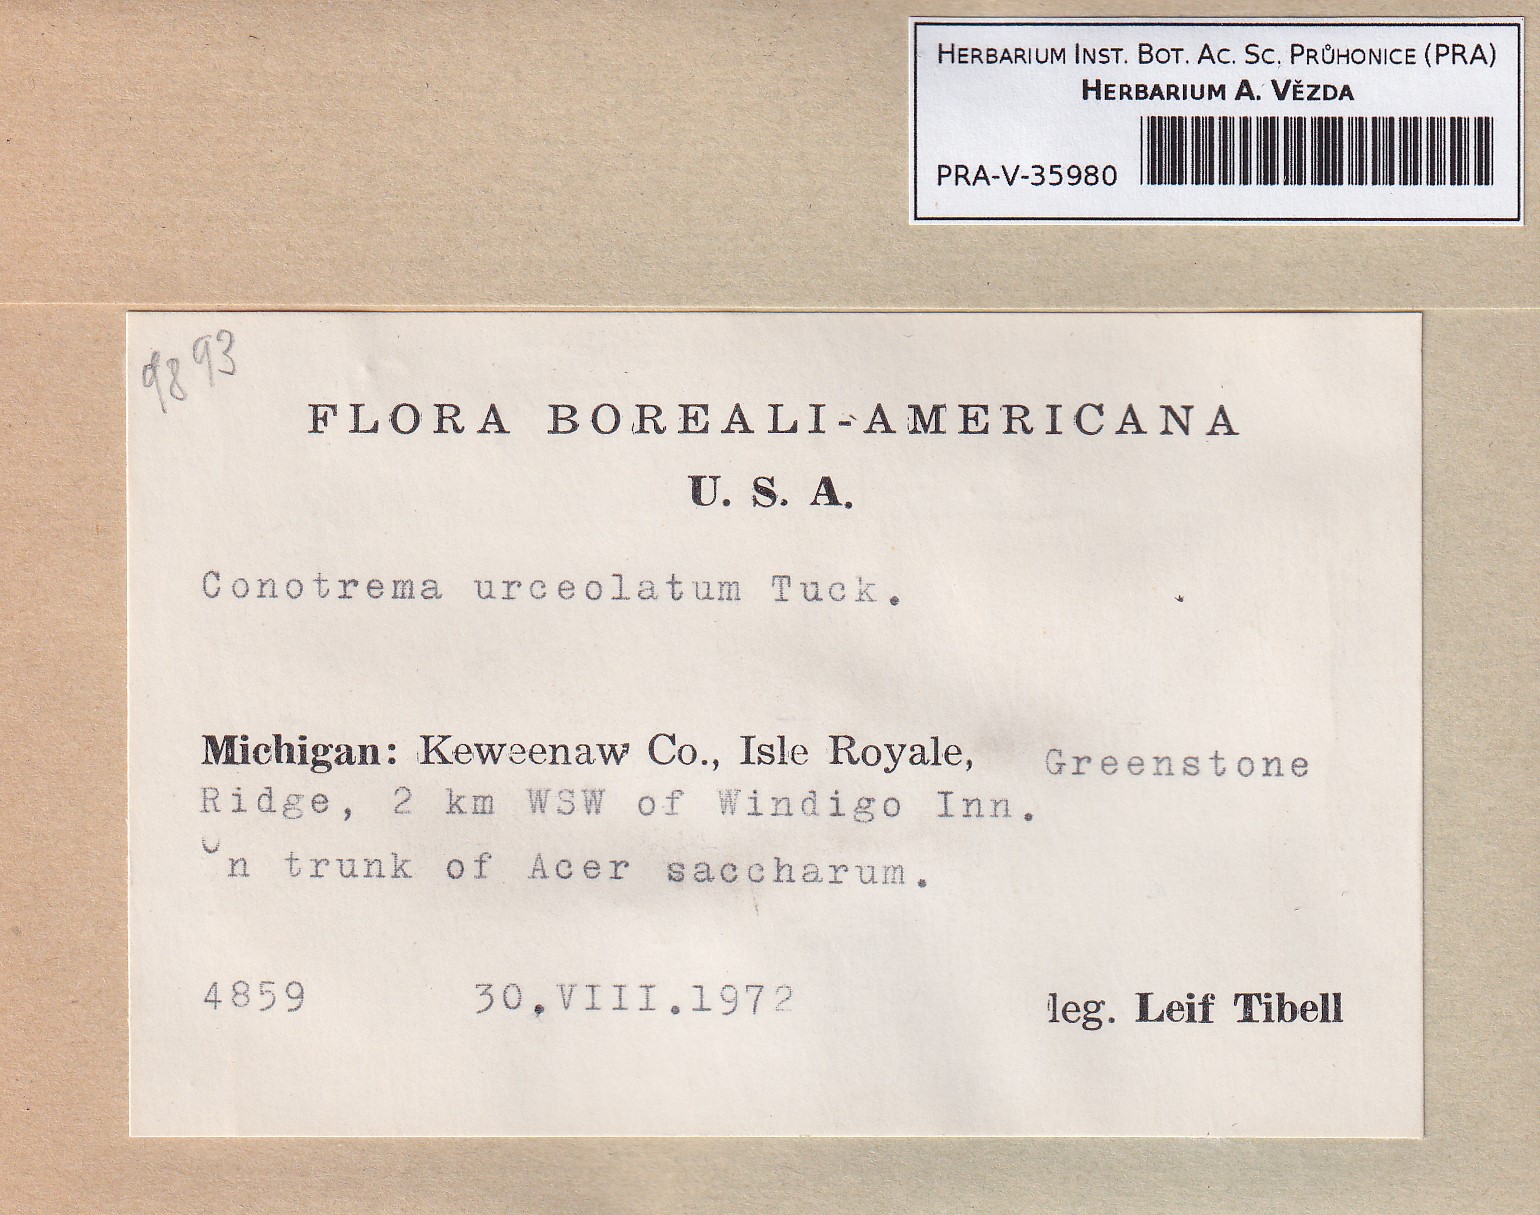 HERBARIUM INST. BOT. AC. SC. PRŮHONICE (PRA)
HERBARIUM A. VĚZDA
PRA-V-35980
9893
FLORA BOREALI-AMERICANA
U. S. A.
Conotrema urceolatum Tuck.
Michigan: Keweenaw Co., Isle Royale, Greenstone
Ridge, 2 km WSW of Windigo Inn.
On trunk of Acer saccharum.
4859 30.VIII.1972 leg. Leif Tibell